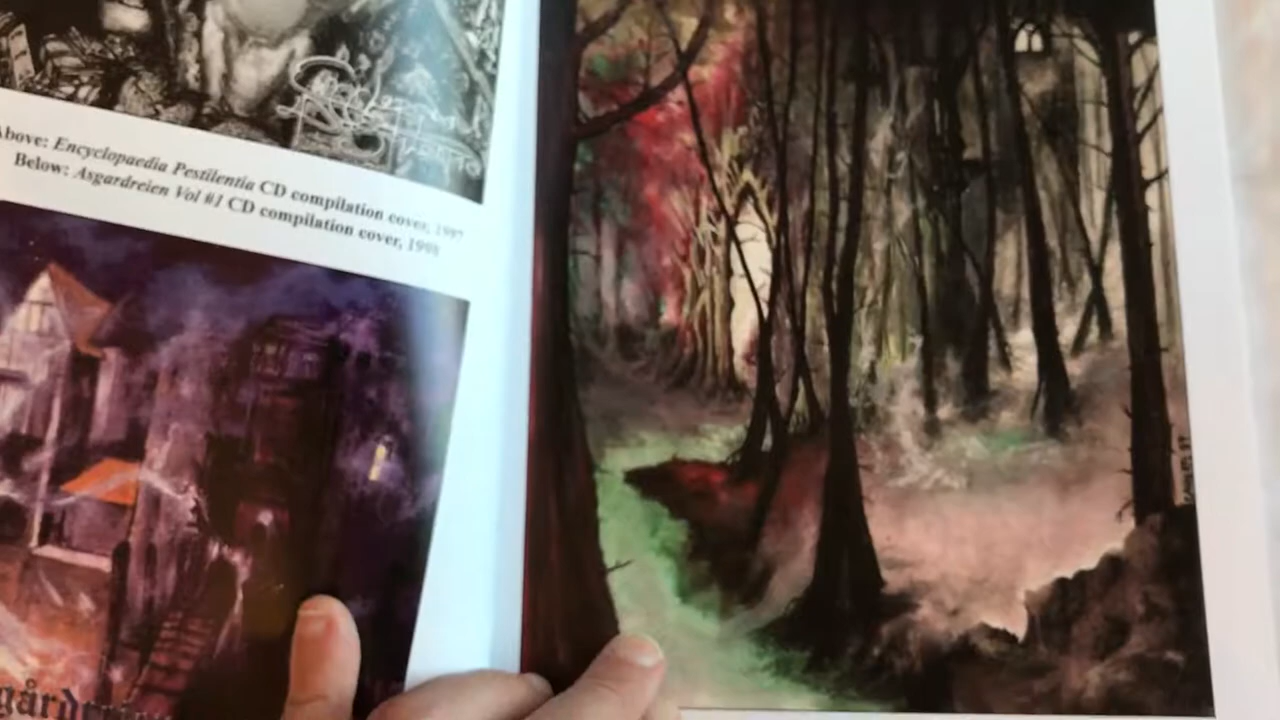 Above: Encyclopaedia Pestilentia CD compilation cover, 1997
Below: Asgardreien Vol #1 CD compilation cover, 1998